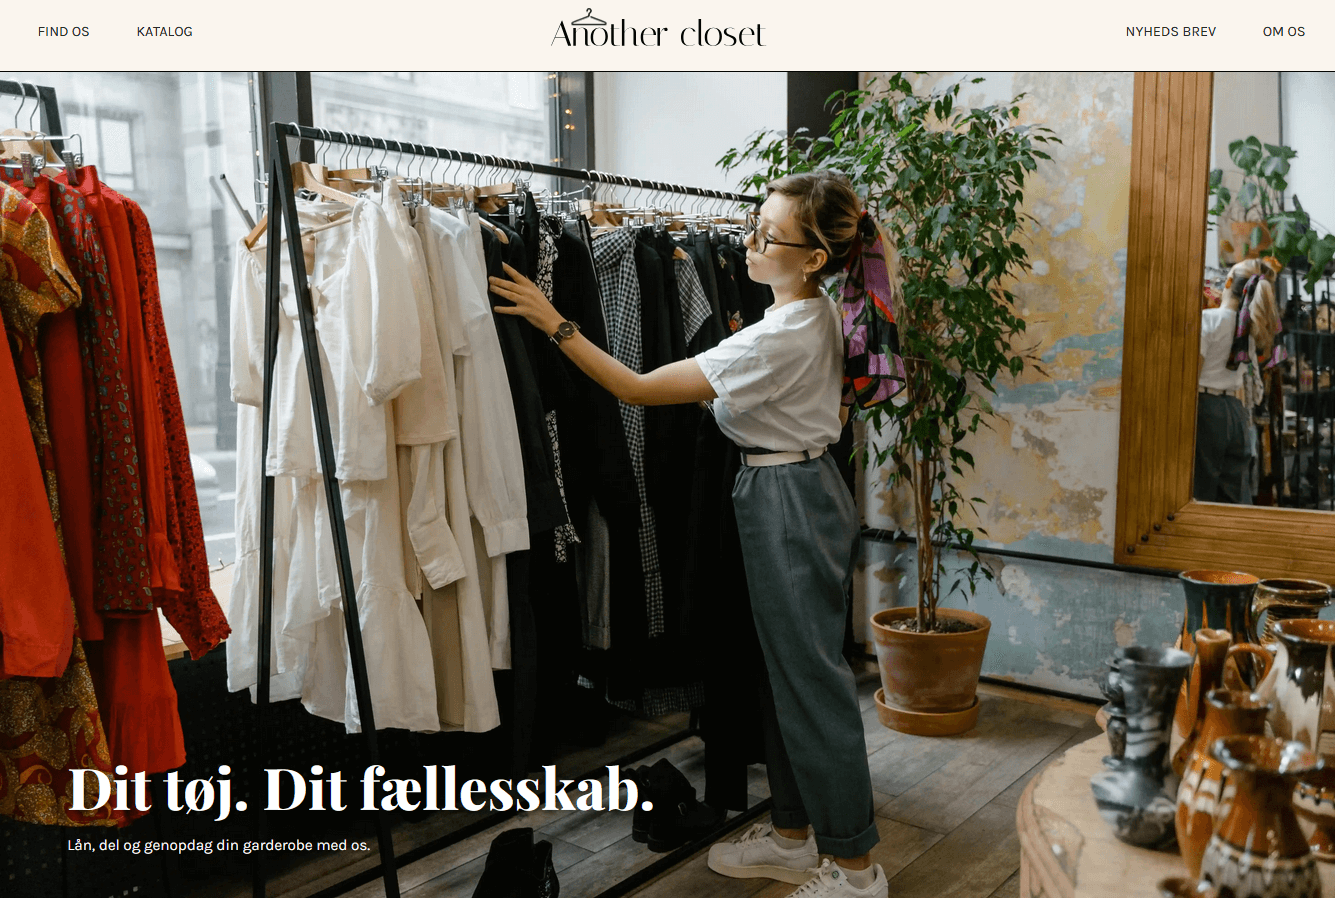 FIND OS
KATALOG
Another closet
NYHEDS BREV
OM OS
Dit tøj. Dit fællesskab.
Lån, del og genopdag din garderobe med os.